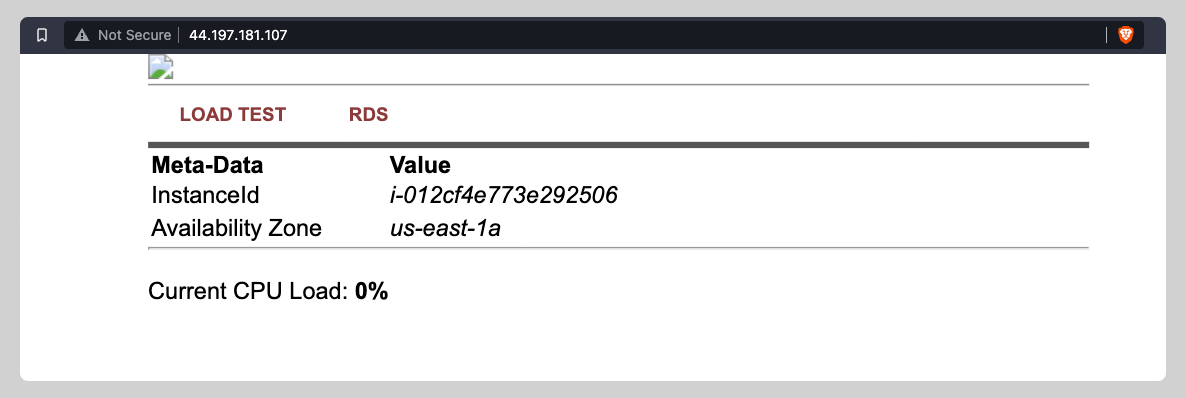 Not Secure 44.197.181.107
LOAD TEST RDS
Meta-Data Value
InstanceId i-012cf4e773e292506
Availability Zone us-east-1a
Current CPU Load: 0%